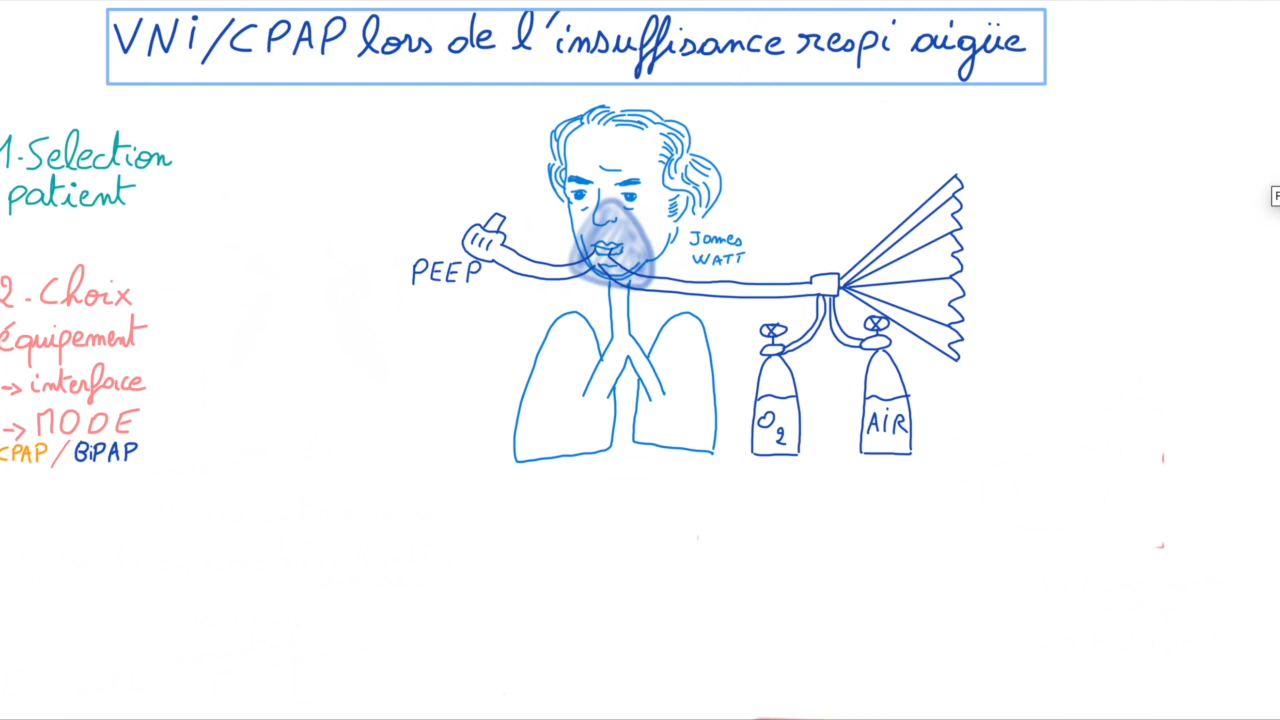 VNi/CPAP lors de l'insuffisance respi aigüe
1-Selection
patient
2-Choix
équipement
-> interface
-> MODE
CPAP/BiPAP
James
WATT
PEEP
O2
AiR